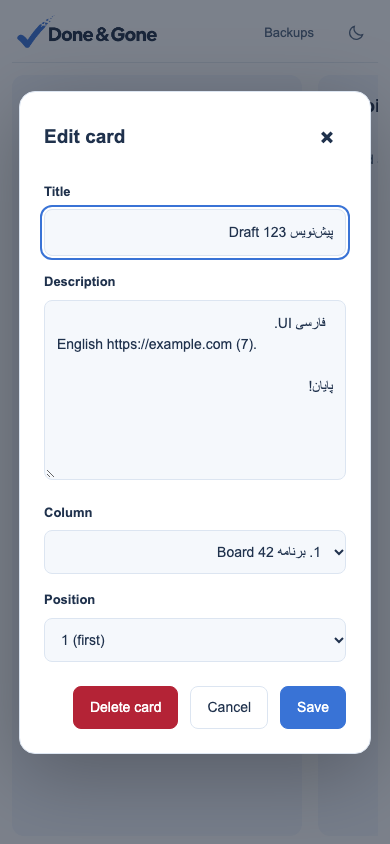 Done & Gone
Backups
Edit card
Title
پیش‌نویس Draft 123
Description
فارسی UI.
English https://example.com (7).
پایان!
Column
1. برنامه Board 42
Position
1 (first)
Delete card
Cancel
Save